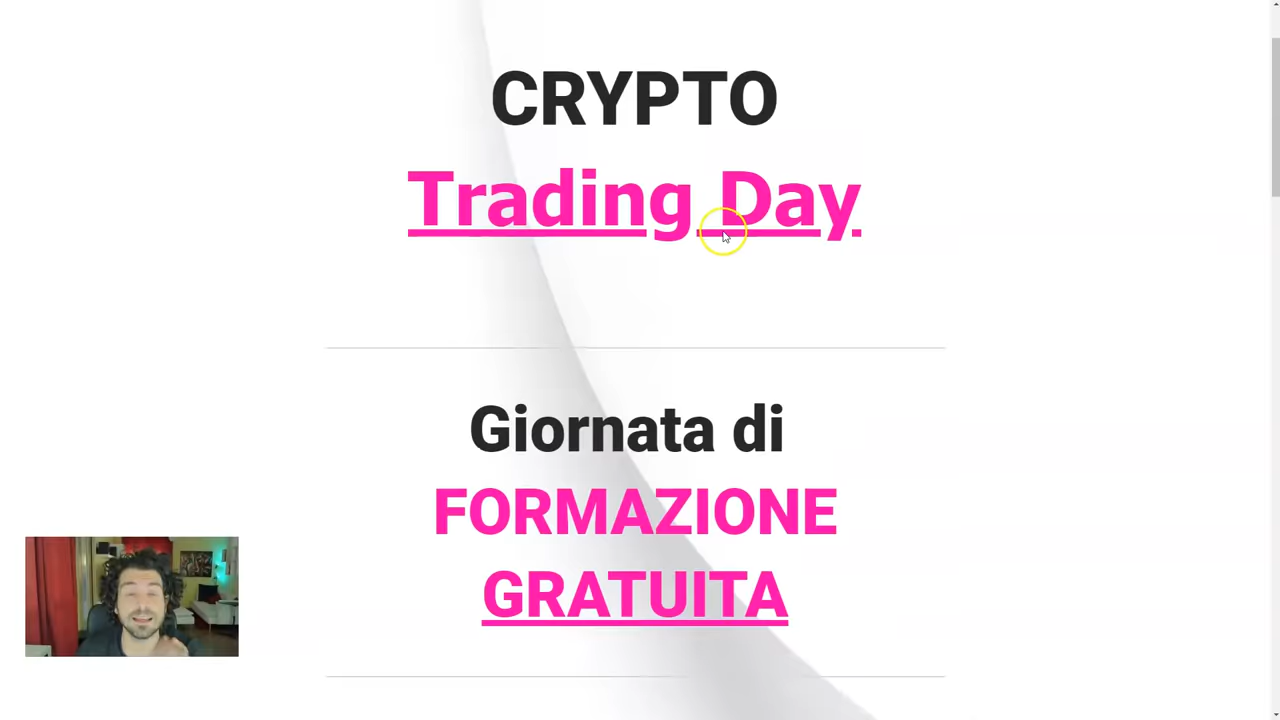 CRYPTO
Trading Day
Giornata di
FORMAZIONE
GRATUITA